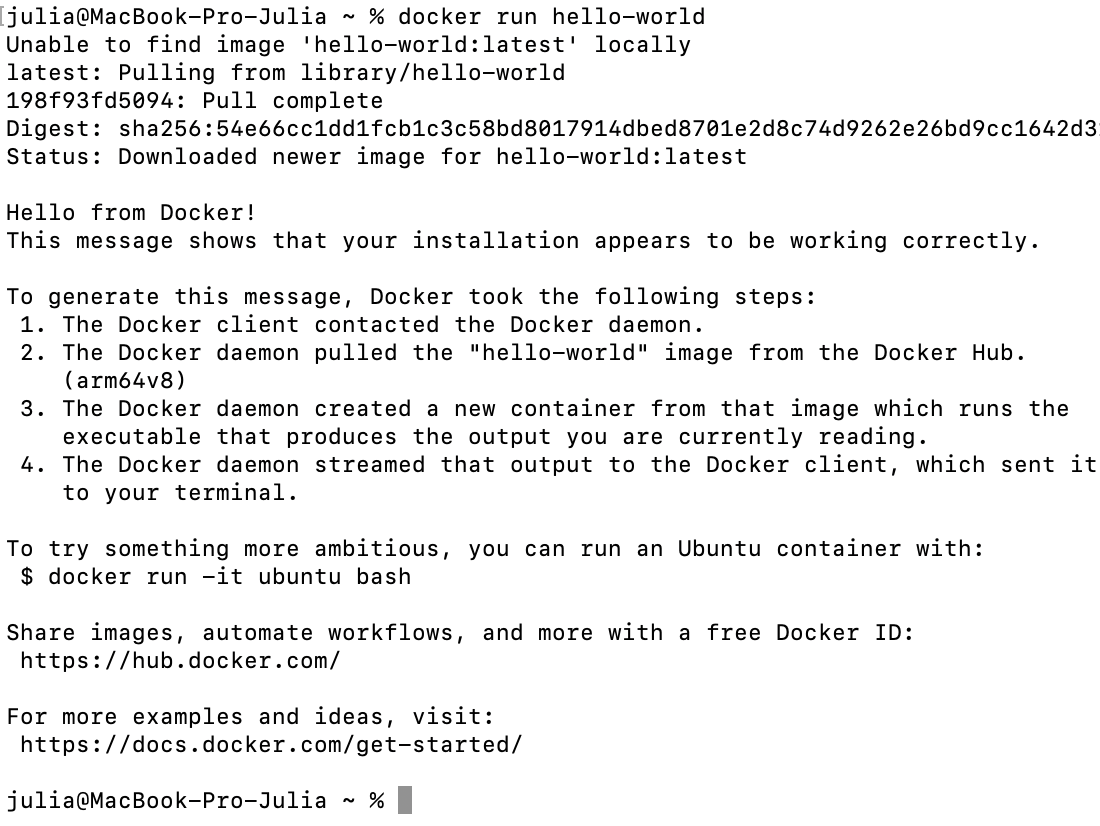 julia@MacBook-Pro-Julia ~ % docker run hello-world
Unable to find image 'hello-world:latest' locally
latest: Pulling from library/hello-world
198f93fd5094: Pull complete
Digest: sha256:54e66cc1dd1fcb1c3c58bd8017914dbed8701e2d8c74d9262e26bd9cc1642d3
Status: Downloaded newer image for hello-world:latest

Hello from Docker!
This message shows that your installation appears to be working correctly.

To generate this message, Docker took the following steps:
 1. The Docker client contacted the Docker daemon.
 2. The Docker daemon pulled the "hello-world" image from the Docker Hub.
    (arm64v8)
 3. The Docker daemon created a new container from that image which runs the
    executable that produces the output you are currently reading.
 4. The Docker daemon streamed that output to the Docker client, which sent it
    to your terminal.

To try something more ambitious, you can run an Ubuntu container with:
 $ docker run -it ubuntu bash

Share images, automate workflows, and more with a free Docker ID:
 https://hub.docker.com/

For more examples and ideas, visit:
 https://docs.docker.com/get-started/

julia@MacBook-Pro-Julia ~ %